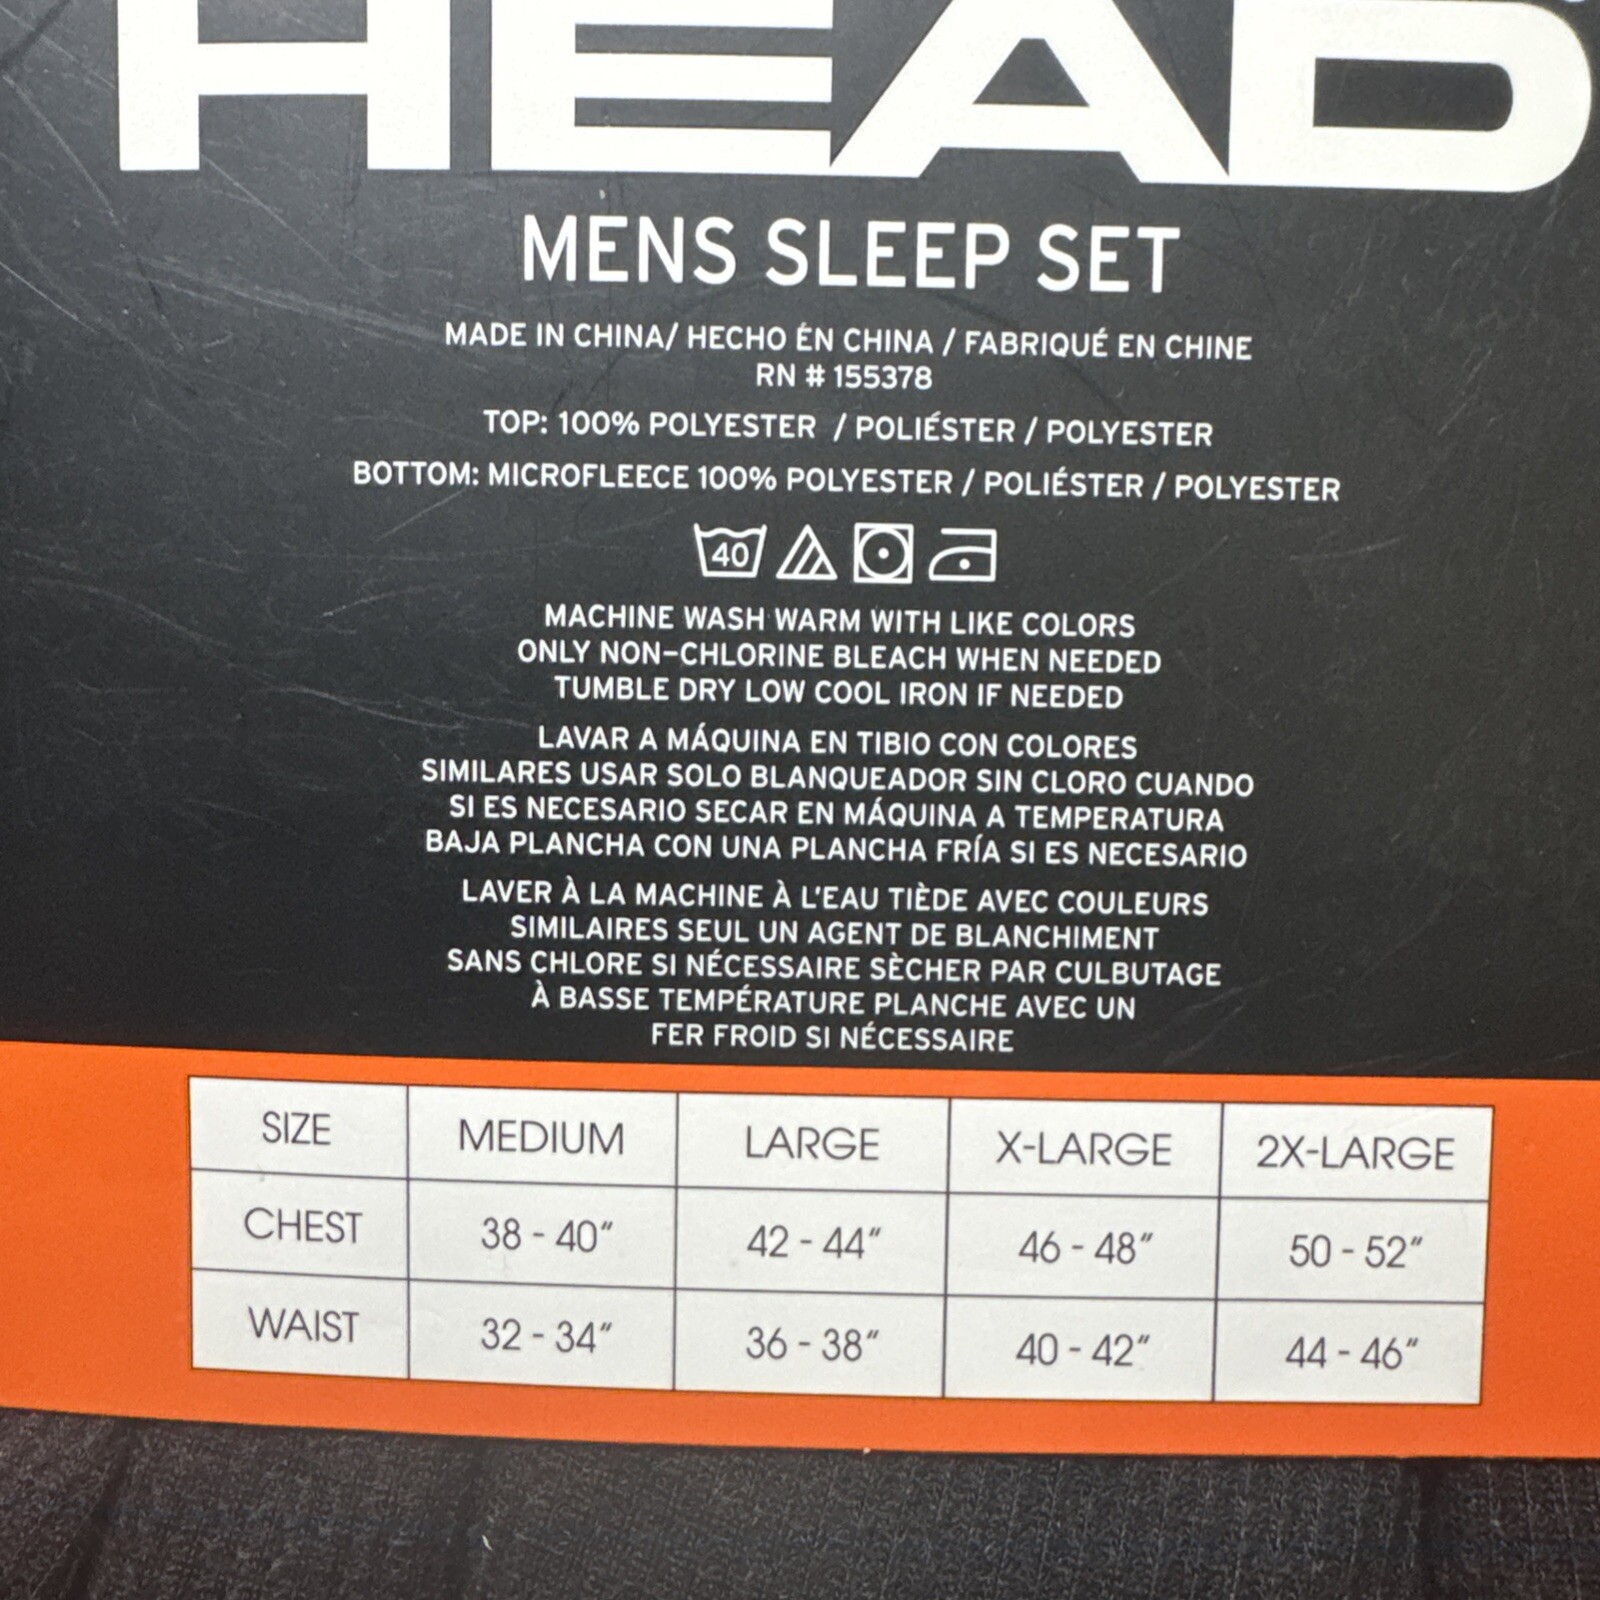 HEAD
MENS SLEEP SET
MADE IN CHINA/ HECHO ÉN CHINA / FABRIQUÉ EN CHINE
RN # 155378
TOP: 100% POLYESTER / POLIÉSTER / POLYESTER
BOTTOM: MICROFLEECE 100% POLYESTER / POLIÉSTER / POLYESTER
40
MACHINE WASH WARM WITH LIKE COLORS
ONLY NON-CHLORINE BLEACH WHEN NEEDED
TUMBLE DRY LOW COOL IRON IF NEEDED
LAVAR A MÁQUINA EN TIBIO CON COLORES
SIMILARES USAR SOLO BLANQUEADOR SIN CLORO CUANDO
SI ES NECESARIO SECAR EN MÁQUINA A TEMPERATURA
BAJA PLANCHA CON UNA PLANCHA FRÍA SI ES NECESARIO
LAVER À LA MACHINE À L'EAU TIÈDE AVEC COULEURS
SIMILAIRES SEUL UN AGENT DE BLANCHIMENT
SANS CHLORE SI NÉCESSAIRE SÈCHER PAR CULBUTAGE
À BASSE TEMPÉRATURE PLANCHE AVEC UN
FER FROID SI NÉCESSAIRE
SIZE MEDIUM LARGE X-LARGE 2X-LARGE
CHEST 38 - 40" 42 - 44" 46 - 48" 50 - 52"
WAIST 32 - 34" 36 - 38" 40 - 42" 44 - 46"